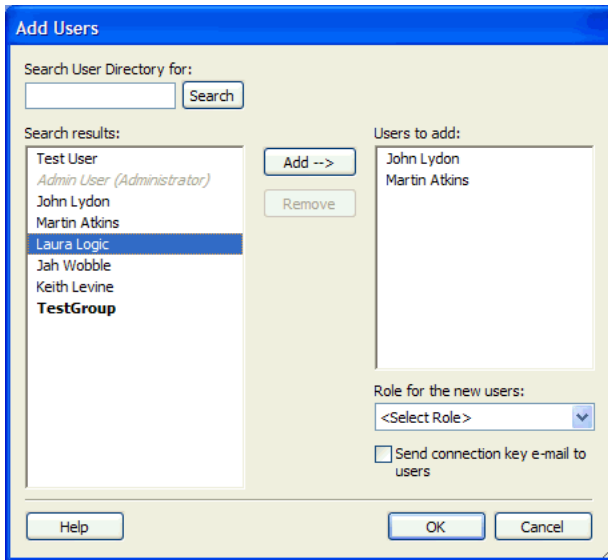 Add Users
Search User Directory for:
Search
Search results:
Test User
Admin User (Administrator)
John Lydon
Martin Atkins
Laura Logic
Jah Wobble
Keith Levine
TestGroup
Add -->
Remove
Users to add:
John Lydon
Martin Atkins
Role for the new users:
<Select Role>
Send connection key e-mail to
users
Help
OK
Cancel